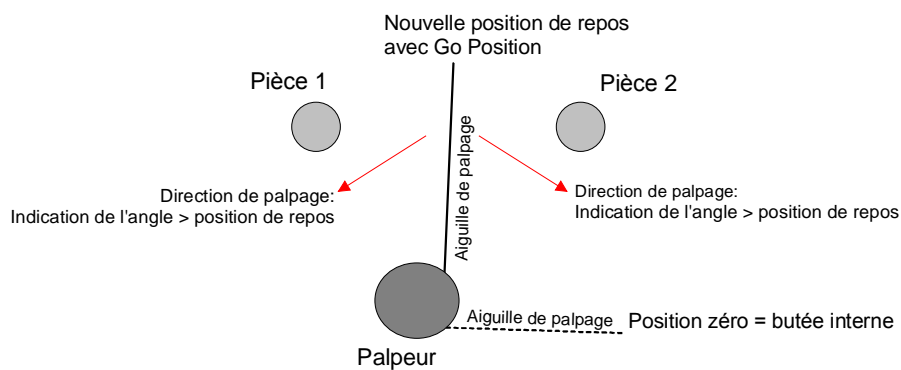 Nouvelle position de repos
avec Go Position
Pièce 1
Pièce 2
Aiguille de palpage
Direction de palpage:
Indication de l'angle > position de repos
Direction de palpage:
Indication de l'angle > position de repos
Aiguille de palpage
Position zéro = butée interne
Palpeur